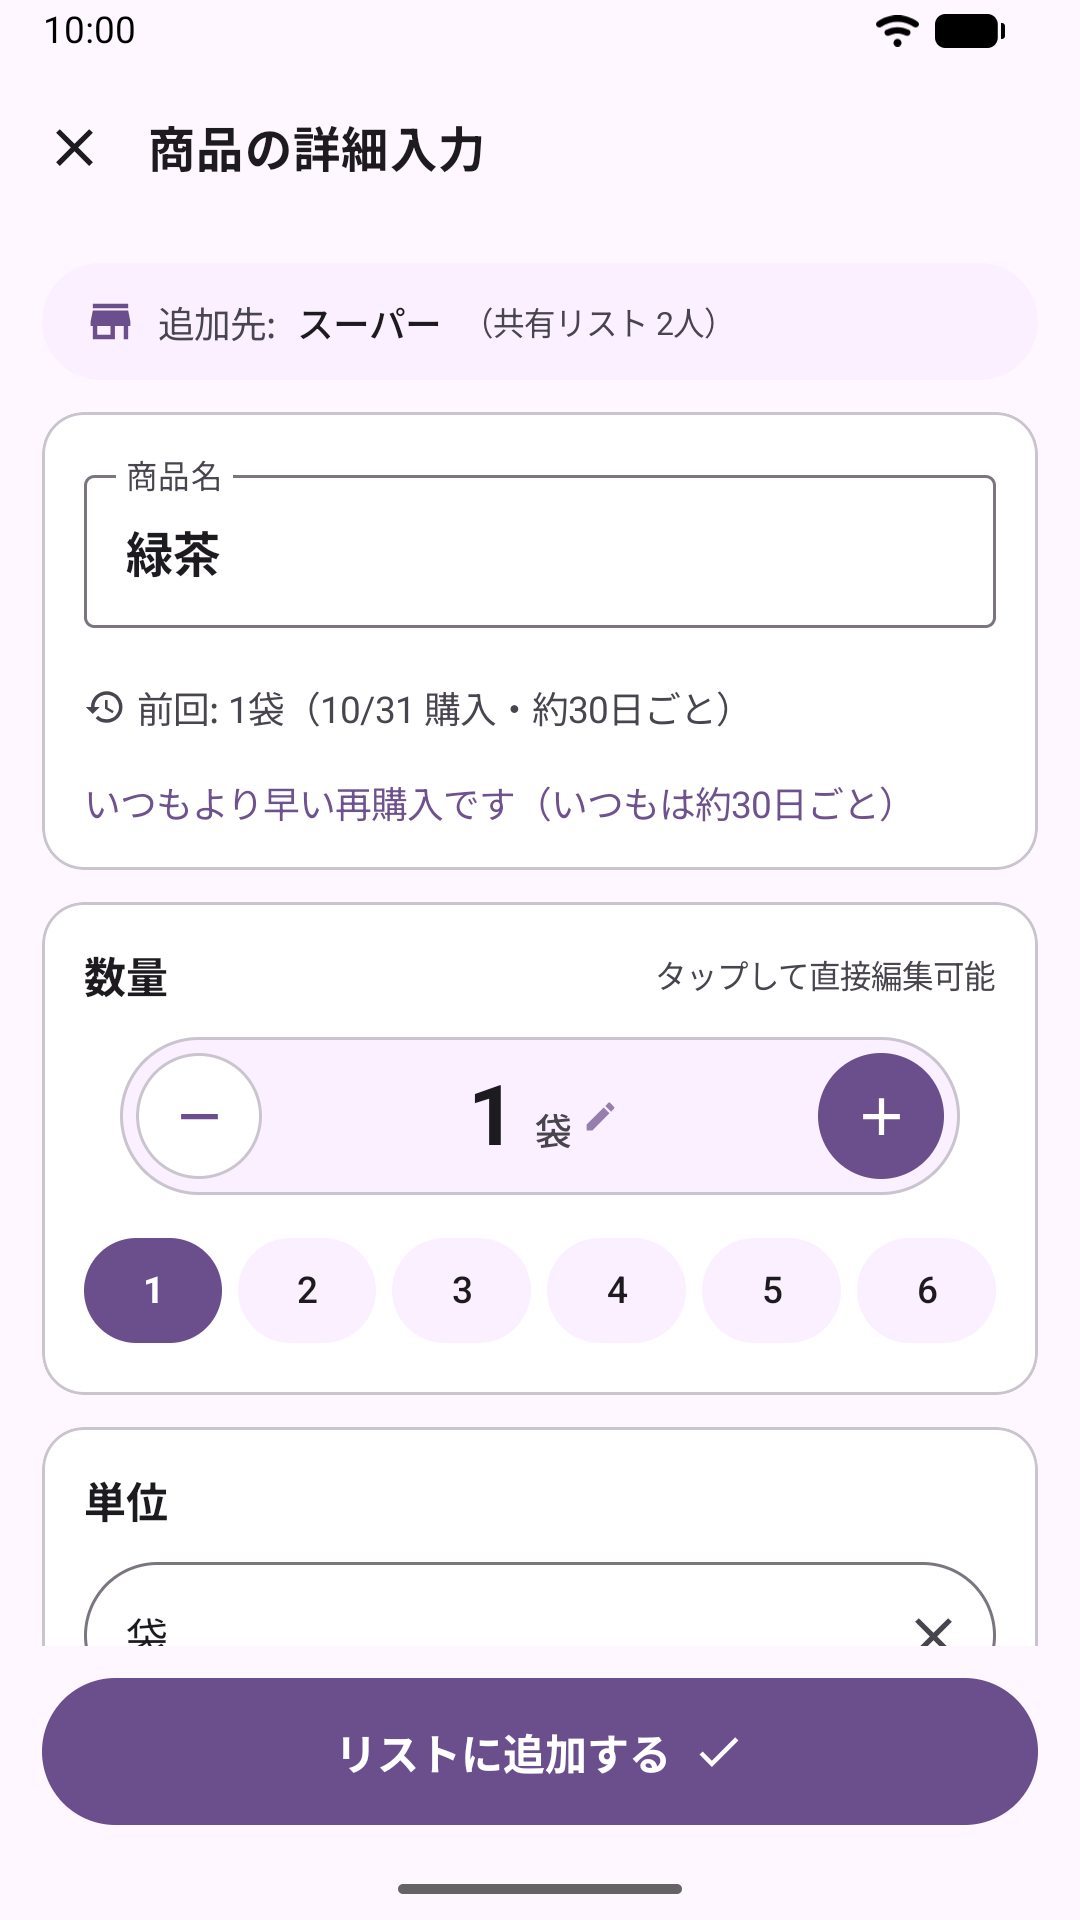 10:00
商品の詳細入力
追加先: スーパー （共有リスト 2人）
商品名
緑茶
前回: 1袋（10/31 購入・約30日ごと）
いつもより早い再購入です（いつもは約30日ごと）
数量
タップして直接編集可能
1 袋
1 2 3 4 5 6
単位
袋
リストに追加する